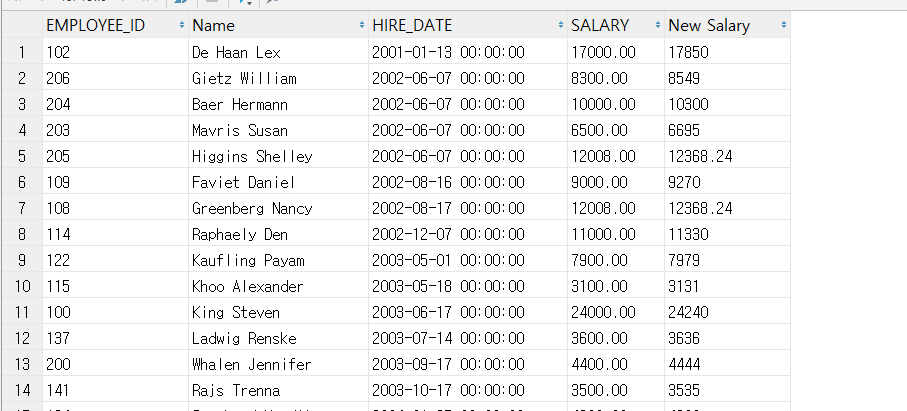 EMPLOYEE_ID Name HIRE_DATE SALARY New Salary
1 102 De Haan Lex 2001-01-13 00:00:00 17000.00 17850
2 206 Gietz William 2002-06-07 00:00:00 8300.00 8549
3 204 Baer Hermann 2002-06-07 00:00:00 10000.00 10300
4 203 Mavris Susan 2002-06-07 00:00:00 6500.00 6695
5 205 Higgins Shelley 2002-06-07 00:00:00 12008.00 12368.24
6 109 Faviet Daniel 2002-08-16 00:00:00 9000.00 9270
7 108 Greenberg Nancy 2002-08-17 00:00:00 12008.00 12368.24
8 114 Raphaely Den 2002-12-07 00:00:00 11000.00 11330
9 122 Kaufling Payam 2003-05-01 00:00:00 7900.00 7979
10 115 Khoo Alexander 2003-05-18 00:00:00 3100.00 3131
11 100 King Steven 2003-06-17 00:00:00 24000.00 24240
12 137 Ladwig Renske 2003-07-14 00:00:00 3600.00 3636
13 200 Whalen Jennifer 2003-09-17 00:00:00 4400.00 4444
14 141 Rajs Trenna 2003-10-17 00:00:00 3500.00 3535